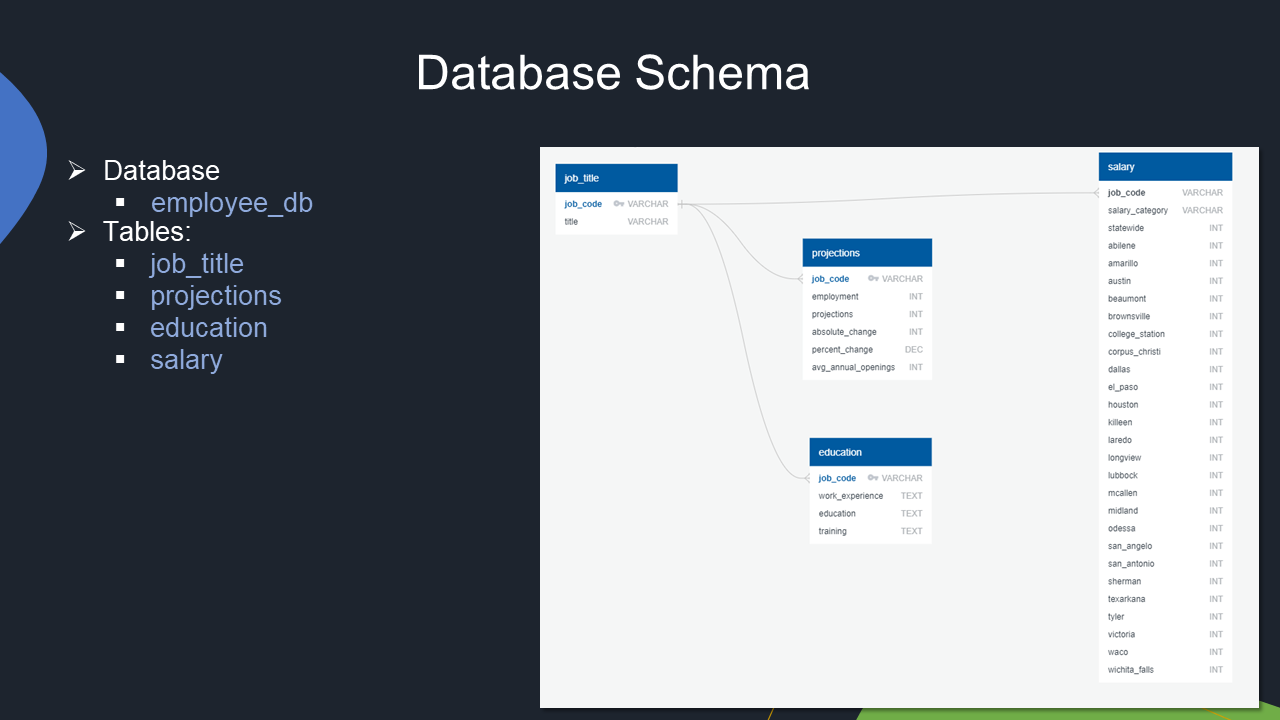 Database Schema
Database
employee_db
Tables:
job_title
projections
education
salary
job_title
job_code VARCHAR
title VARCHAR
projections
job_code VARCHAR
employment INT
projections INT
absolute_change INT
percent_change DEC
avg_annual_openings INT
education
job_code VARCHAR
work_experience TEXT
education TEXT
training TEXT
salary
job_code VARCHAR
salary_category VARCHAR
statewide INT
abilene INT
amarillo INT
austin INT
beaumont INT
brownsville INT
college_station INT
corpus_christi INT
dallas INT
el_paso INT
houston INT
killeen INT
laredo INT
longview INT
lubbock INT
mcallen INT
midland INT
odessa INT
san_angelo INT
san_antonio INT
sherman INT
texarkana INT
tyler INT
victoria INT
waco INT
wichita_falls INT